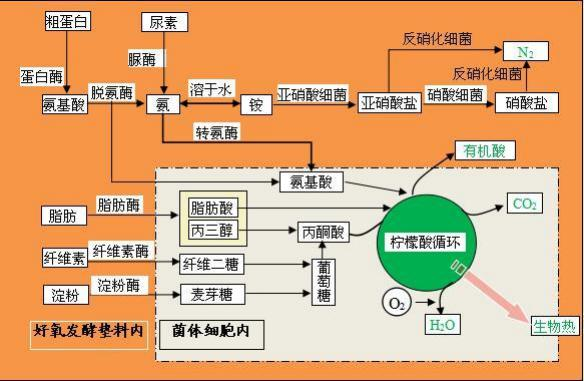 粗蛋白
尿素
反硝化细菌
N₂
蛋白酶
脲酶
反硝化细菌
氨基酸
脱氨酶
氨
溶于水
铵
亚硝酸细菌
亚硝酸盐
硝酸细菌
硝酸盐
转氨酶
有机酸
氨基酸
脂肪
脂肪酶
脂肪酸
丙三醇
丙酮酸
CO₂
柠檬酸循环
纤维素
纤维素酶
纤维二糖
葡萄糖
淀粉
淀粉酶
麦芽糖
O₂
H₂O
生物热
好氧发酵垫料内
菌体细胞内